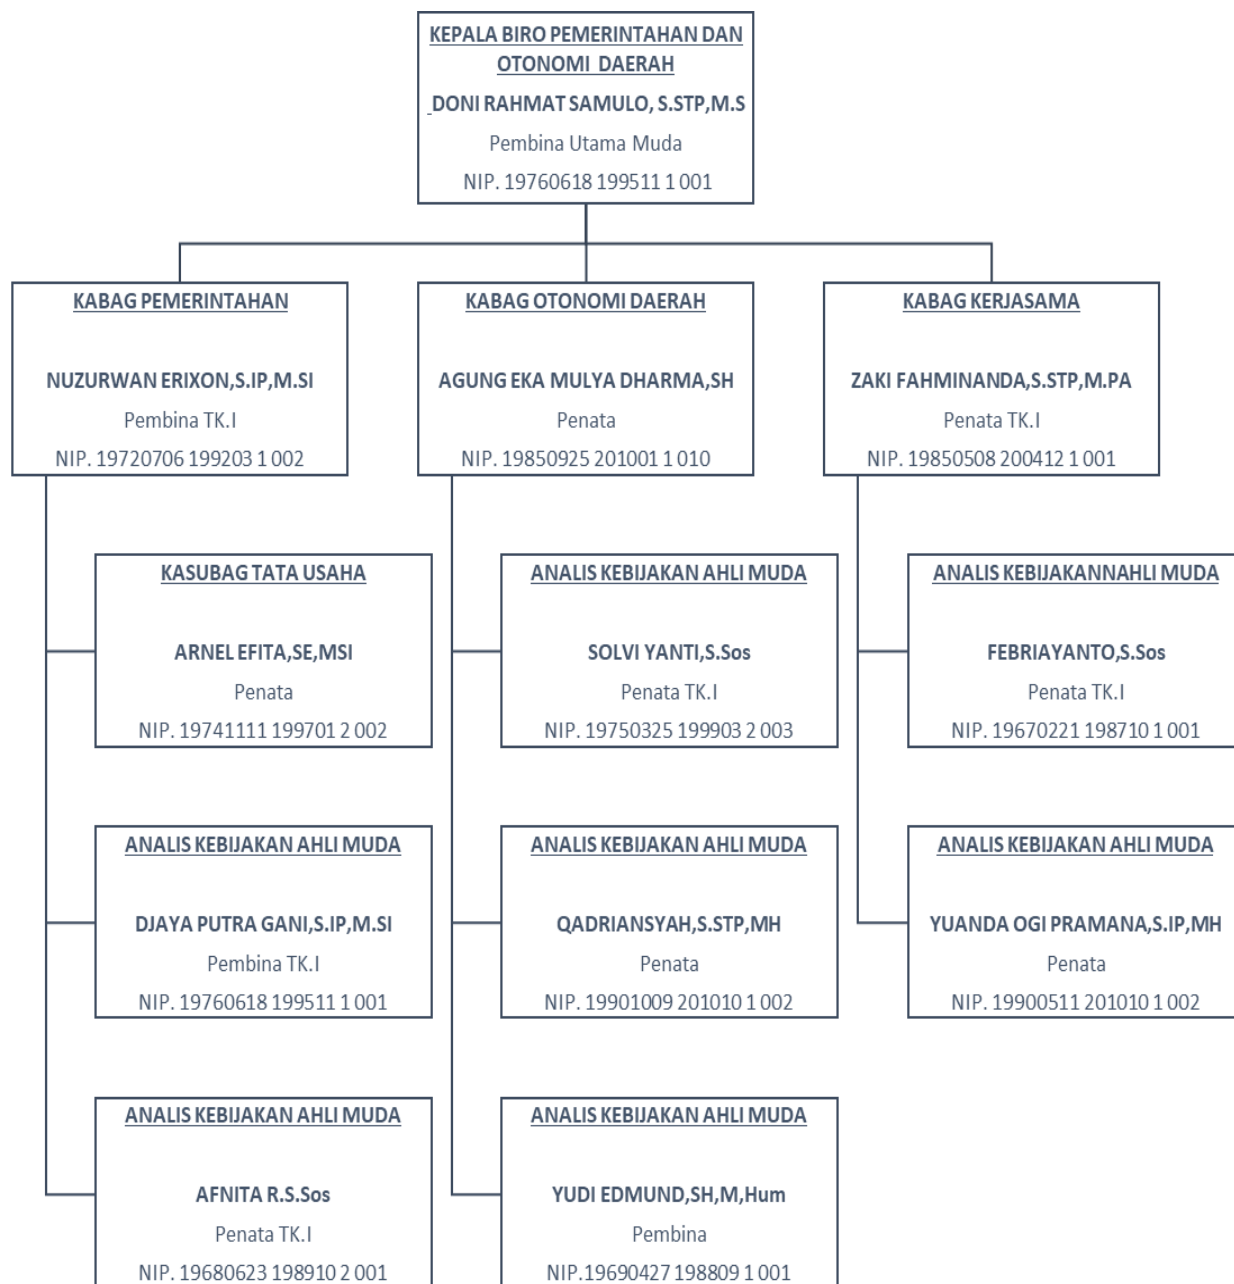 KEPALA BIRO PEMERINTAHAN DAN
OTONOMI DAERAH
DONI RAHMAT SAMULO, S.STP,M.S
Pembina Utama Muda
NIP. 19760618 199511 1 001
KABAG PEMERINTAHAN
NUZURWAN ERIXON,S.IP,M.SI
Pembina TK.I
NIP. 19720706 199203 1 002
KABAG OTONOMI DAERAH
AGUNG EKA MULYA DHARMA,SH
Penata
NIP. 19850925 201001 1 010
KABAG KERJASAMA
ZAKI FAHMINANDA,S.STP,M.PA
Penata TK.I
NIP. 19850508 200412 1 001
KASUBAG TATA USAHA
ARNEL EFITA,SE,MSI
Penata
NIP. 19741111 199701 2 002
ANALIS KEBIJAKAN AHLI MUDA
SOLVI YANTI,S.Sos
Penata TK.I
NIP. 19750325 199903 2 003
ANALIS KEBIJAKANNAHLI MUDA
FEBRIAYANTO,S.Sos
Penata TK.I
NIP. 19670221 198710 1 001
ANALIS KEBIJAKAN AHLI MUDA
DJAYA PUTRA GANI,S.IP,M.SI
Pembina TK.I
NIP. 19760618 199511 1 001
ANALIS KEBIJAKAN AHLI MUDA
QADRIANSYAH,S.STP,MH
Penata
NIP. 19901009 201010 1 002
ANALIS KEBIJAKAN AHLI MUDA
YUANDA OGI PRAMANA,S.IP,MH
Penata
NIP. 19900511 201010 1 002
ANALIS KEBIJAKAN AHLI MUDA
AFNITA R.S.Sos
Penata TK.I
NIP. 19680623 198910 2 001
ANALIS KEBIJAKAN AHLI MUDA
YUDI EDMUND,SH,M,Hum
Pembina
NIP.19690427 198809 1 001